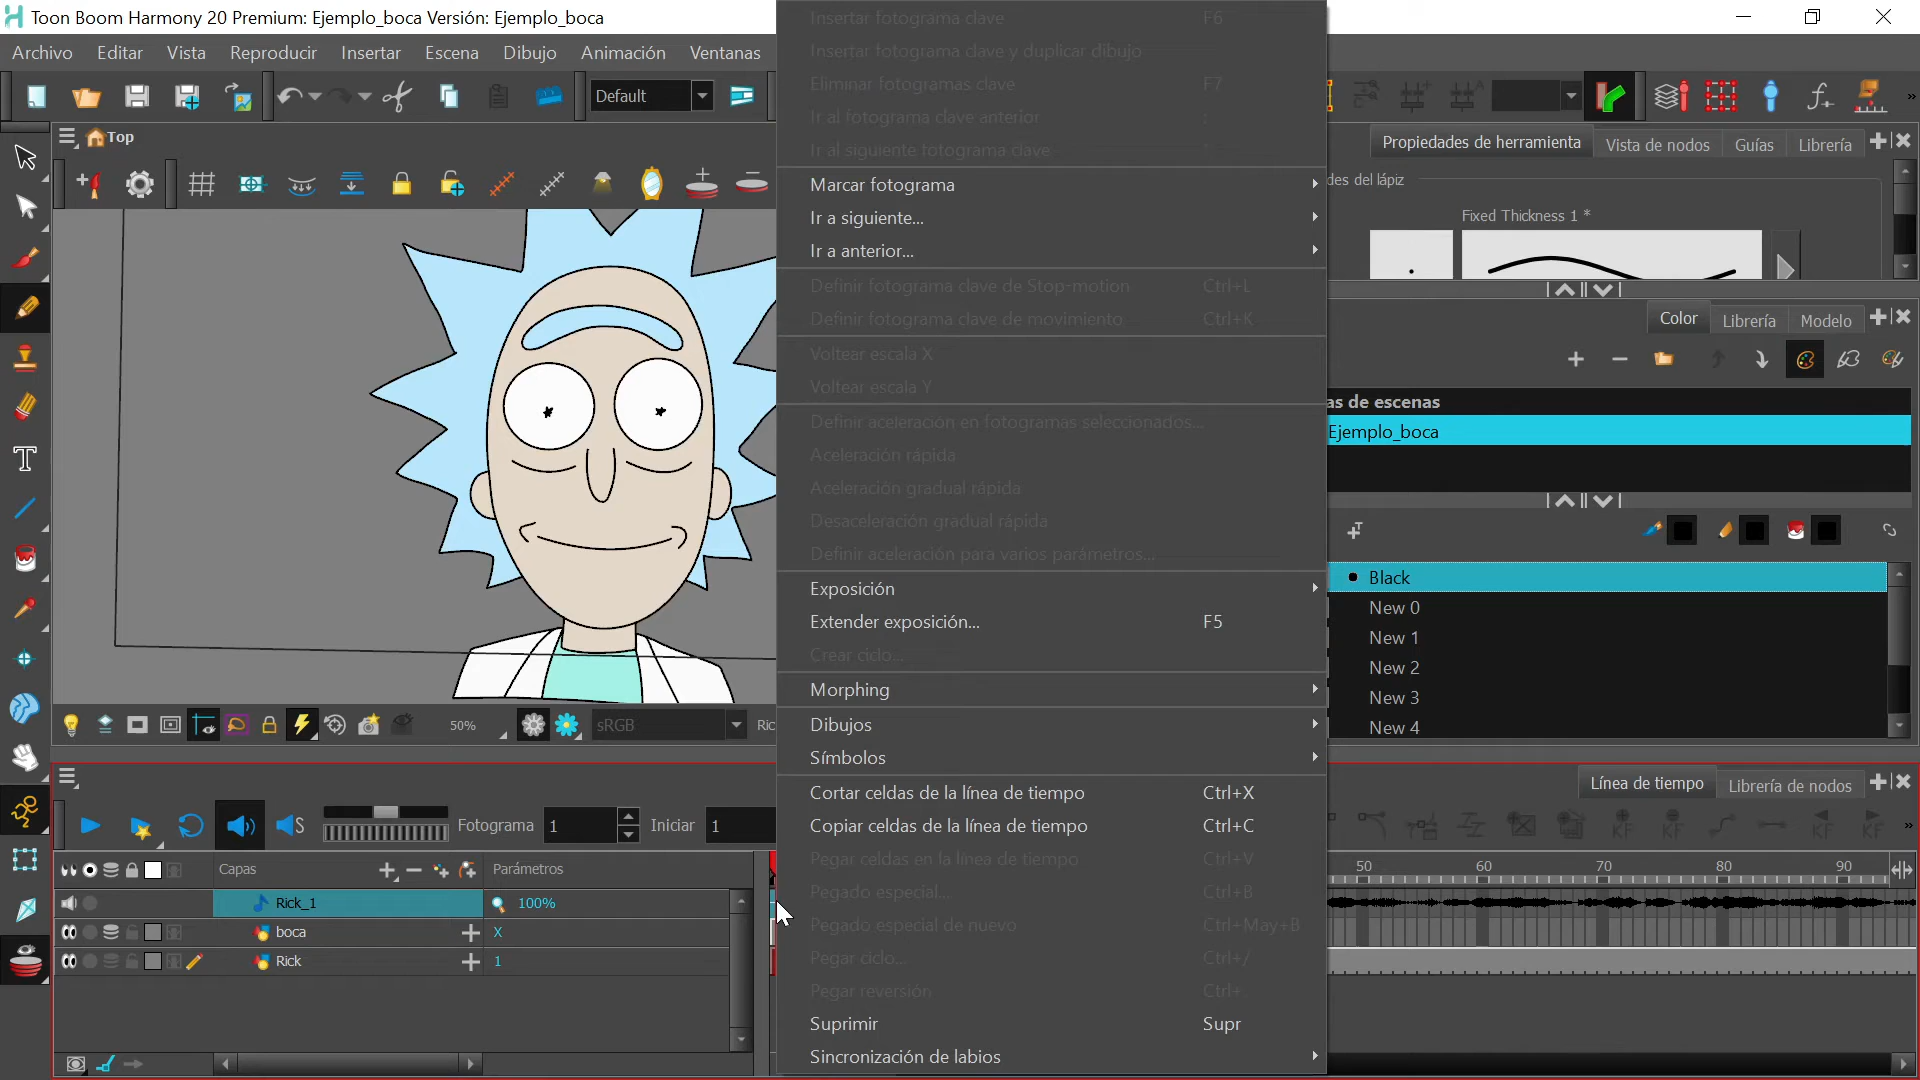 Toon Boom Harmony 20 Premium: Ejemplo_boca Versión: Ejemplo_boca
Archivo Editar Vista Reproducir Insertar Escena Dibujo Animación Ventanas
Default
Top
Insertar fotograma clave F6
Insertar fotograma clave y duplicar dibujo
Eliminar fotogramas clave F7
Ir al fotograma clave anterior ;
Ir al siguiente fotograma clave
Marcar fotograma
Ir a siguiente...
Ir a anterior...
Definir fotograma clave de Stop-motion Ctrl+L
Definir fotograma clave de movimiento Ctrl+K
Voltear escala X
Voltear escala Y
Definir aceleración en fotogramas seleccionados...
Aceleración rápida
Aceleración gradual rápida
Desaceleración gradual rápida
Definir aceleración para varios parámetros...
Exposición
Extender exposición... F5
Crear ciclo...
Morphing
Dibujos
Símbolos
Cortar celdas de la línea de tiempo Ctrl+X
Copiar celdas de la línea de tiempo Ctrl+C
Pegar celdas en la línea de tiempo Ctrl+V
Pegado especial... Ctrl+B
Pegado especial de nuevo Ctrl+May+B
Pegar ciclo... Ctrl+/
Pegar reversión Ctrl+.
Suprimir Supr
Sincronización de labios
Propiedades de herramienta Vista de nodos Guías Librería
des del lápiz
Fixed Thickness 1 *
Color Librería Modelo
as de escenas
Ejemplo_boca
Black
New 0
New 1
New 2
New 3
New 4
50% sRGB Ric
Línea de tiempo Librería de nodos
S Fotograma 1 Iniciar 1
KF KF KF KF
Capas Parámetros
50 60 70 80 90
Rick_1 100%
boca X
Rick 1